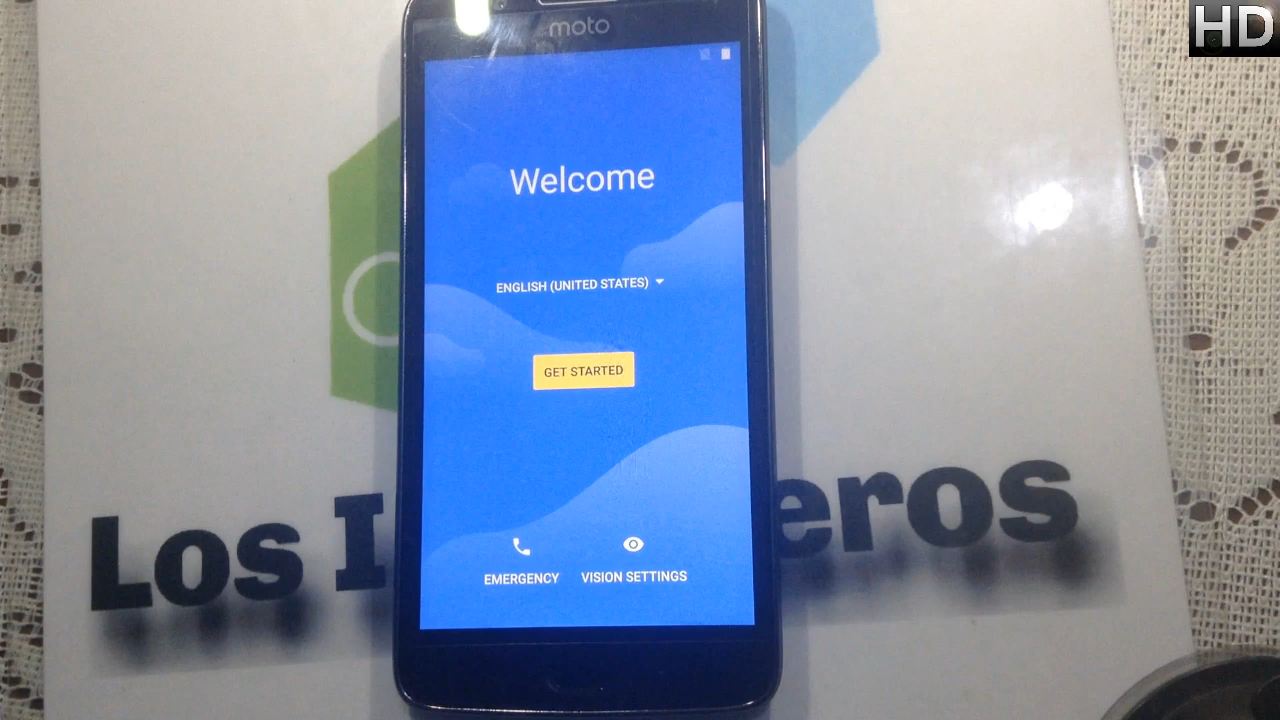 HD
moto
Welcome
ENGLISH (UNITED STATES)
GET STARTED
EMERGENCY VISION SETTINGS
Los I eros